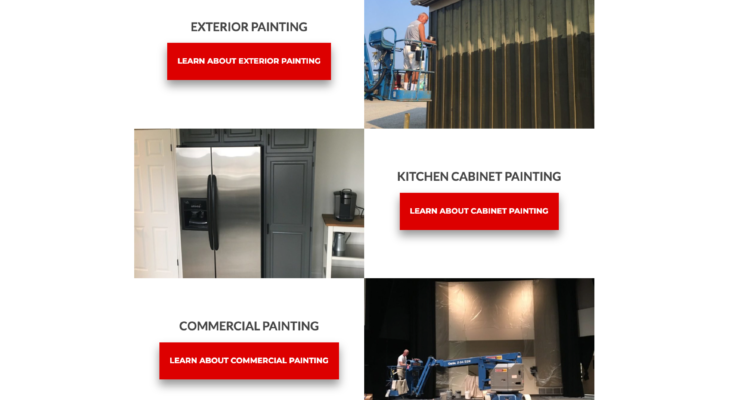 EXTERIOR PAINTING
LEARN ABOUT EXTERIOR PAINTING
KITCHEN CABINET PAINTING
LEARN ABOUT CABINET PAINTING
COMMERCIAL PAINTING
LEARN ABOUT COMMERCIAL PAINTING